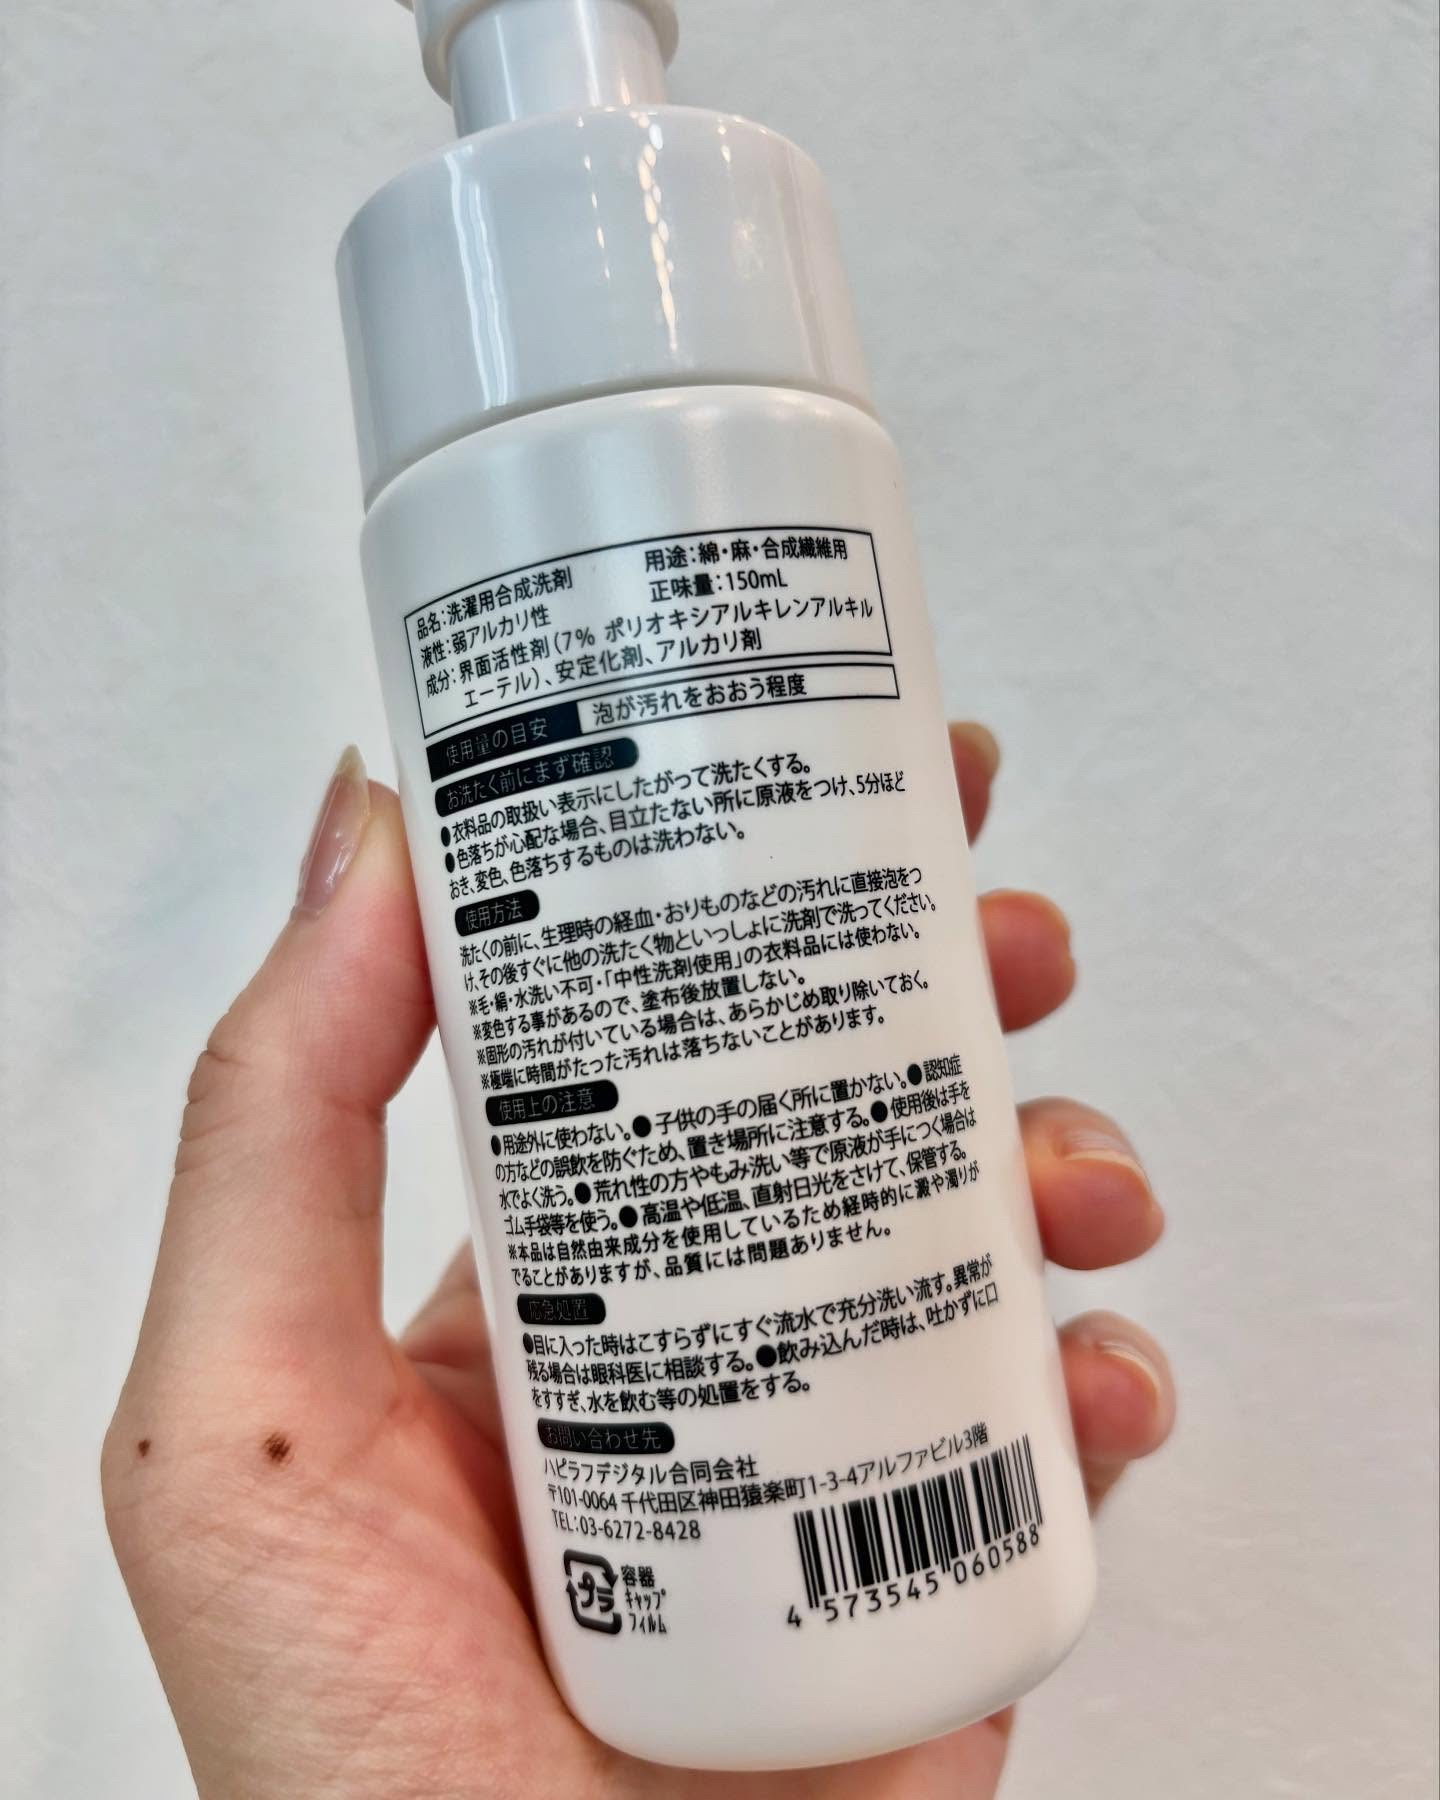 品名：洗濯用合成洗剤　用途：綿・麻・合成繊維用
液性：弱アルカリ性　正味量：150mL
成分：界面活性剤（7％ ポリオキシアルキレンアルキル
エーテル）、安定化剤、アルカリ剤
使用量の目安　泡が汚れをおおう程度
お洗たく前にまず確認
●衣料品の取扱い表示にしたがって洗たくする。
●色落ちが心配な場合、目立たない所に原液をつけ、5分ほど
おき、変色、色落ちするものは洗わない。
使用方法
洗たくの前に、生理時の経血・おりものなどの汚れに直接泡をつ
け、その後すぐに他の洗たく物といっしょに洗剤で洗ってください。
※毛・絹・水洗い不可・「中性洗剤使用」の衣料品には使わない。
※変色する事があるので、塗布後放置しない。
※固形の汚れが付いている場合は、あらかじめ取り除いておく。
※極端に時間がたった汚れは落ちないことがあります。
使用上の注意
●用途外に使わない。●子供の手の届く所に置かない。●認知症
の方などの誤飲を防ぐため、置き場所に注意する。●使用後は手を
水でよく洗う。●荒れ性の方やもみ洗い等で原液が手につく場合は
ゴム手袋等を使う。●高温や低温、直射日光をさけて、保管する。
※本品は自然由来成分を使用しているため経時的に澱や濁りが
でることがありますが、品質には問題ありません。
応急処置
●目に入った時はこすらずにすぐ流水で充分洗い流す。異常が
残る場合は眼科医に相談する。●飲み込んだ時は、吐かずに口
をすすぎ、水を飲む等の処置をする。
お問い合わせ先
ハピラフデジタル合同会社
〒101-0064 千代田区神田猿楽町1-3-4アルファビル3階
TEL：03-6272-8428
プラ
容器
キャップ
フィルム
4 573545 060588